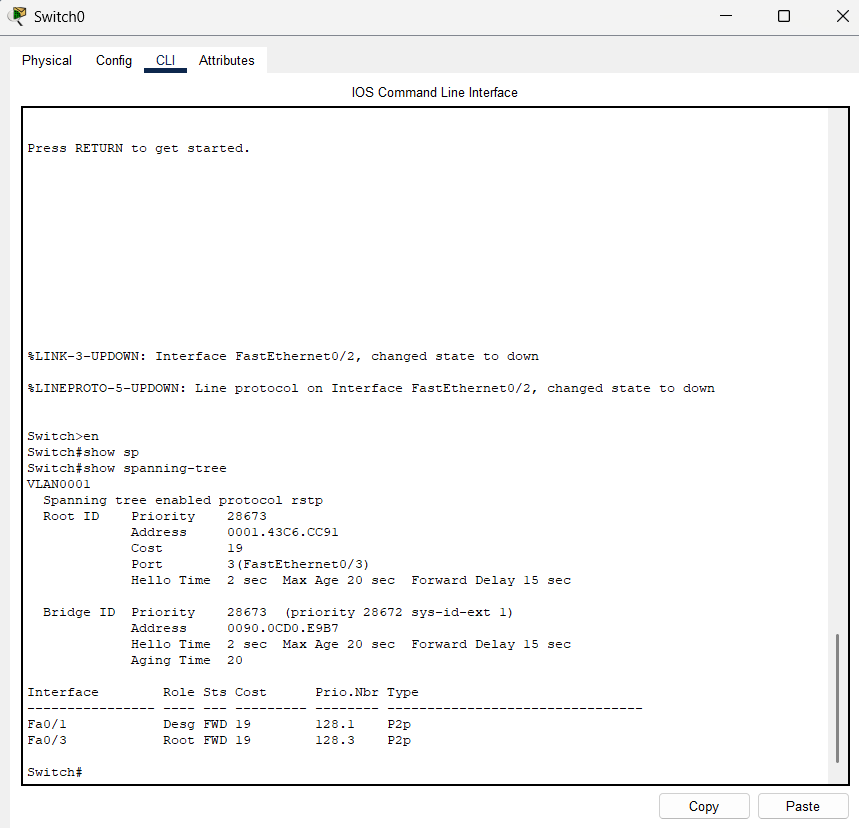 Switch0
Physical Config CLI Attributes
IOS Command Line Interface
Press RETURN to get started.
%LINK-3-UPDOWN: Interface FastEthernet0/2, changed state to down
%LINEPROTO-5-UPDOWN: Line protocol on Interface FastEthernet0/2, changed state to down
Switch>en
Switch#show sp
Switch#show spanning-tree
VLAN0001
  Spanning tree enabled protocol rstp
  Root ID    Priority    28673
             Address     0001.43C6.CC91
             Cost        19
             Port        3(FastEthernet0/3)
             Hello Time  2 sec  Max Age 20 sec  Forward Delay 15 sec
  Bridge ID  Priority    28673  (priority 28672 sys-id-ext 1)
             Address     0090.0CD0.E9B7
             Hello Time  2 sec  Max Age 20 sec  Forward Delay 15 sec
             Aging Time  20
Interface        Role Sts Cost      Prio.Nbr Type
---------------- ---- --- --------- -------- --------------------------------
Fa0/1            Desg FWD 19        128.1    P2p
Fa0/3            Root FWD 19        128.3    P2p
Switch#
Copy Paste